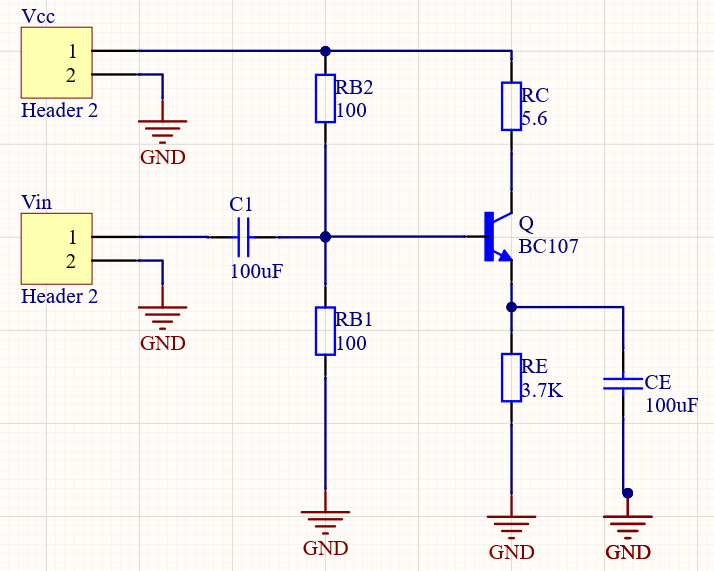 Vcc
1
2
Header 2
GND
RB2
100
RC
5.6
Vin
1
2
Header 2
GND
C1
100uF
Q
BC107
RB1
100
RE
3.7K
CE
100uF
GND
GND
GND